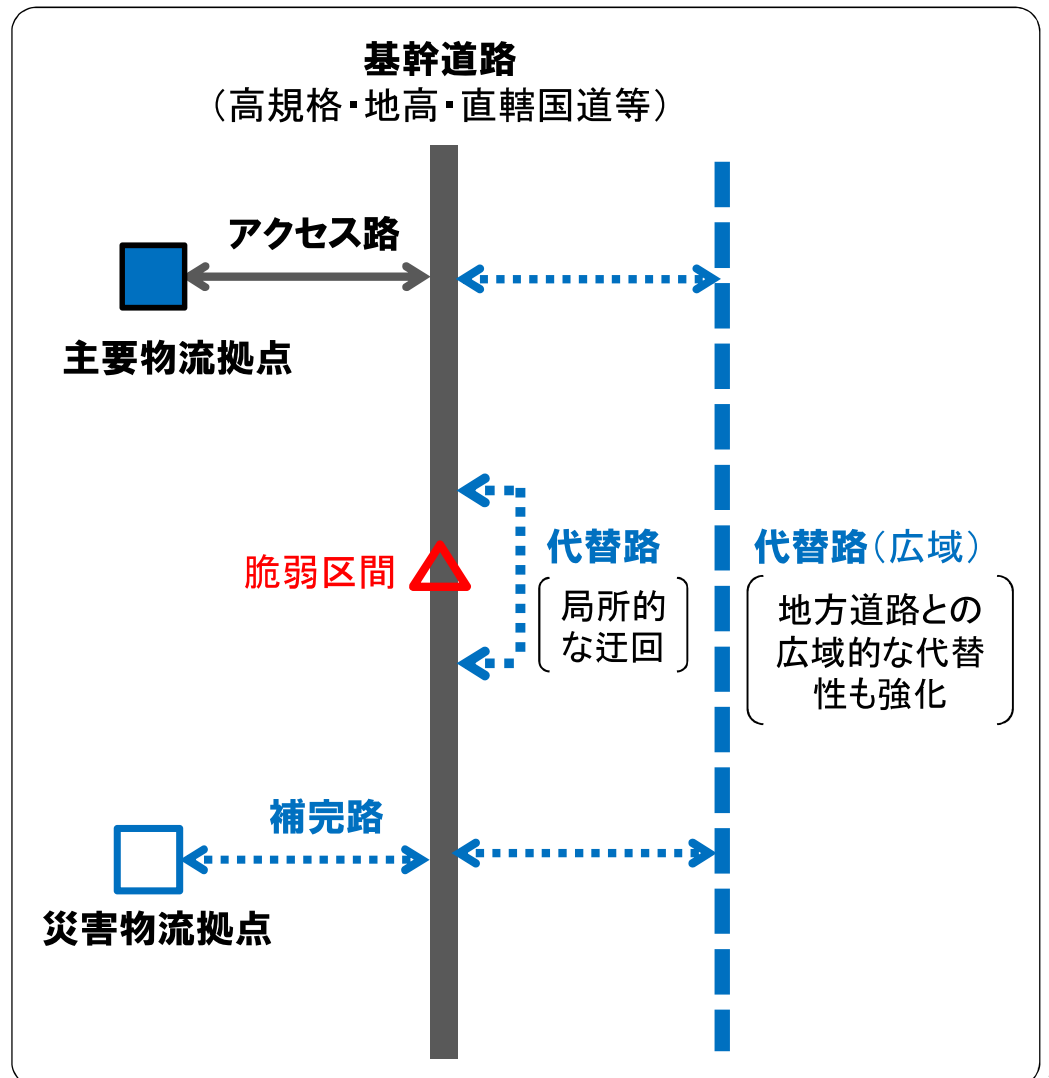 基幹道路
（高規格・地高・直轄国道等）
アクセス路
主要物流拠点
脆弱区間
代替路
局所的
な迂回
代替路（広域）
地方道路との
広域的な代替
性も強化
補完路
災害物流拠点